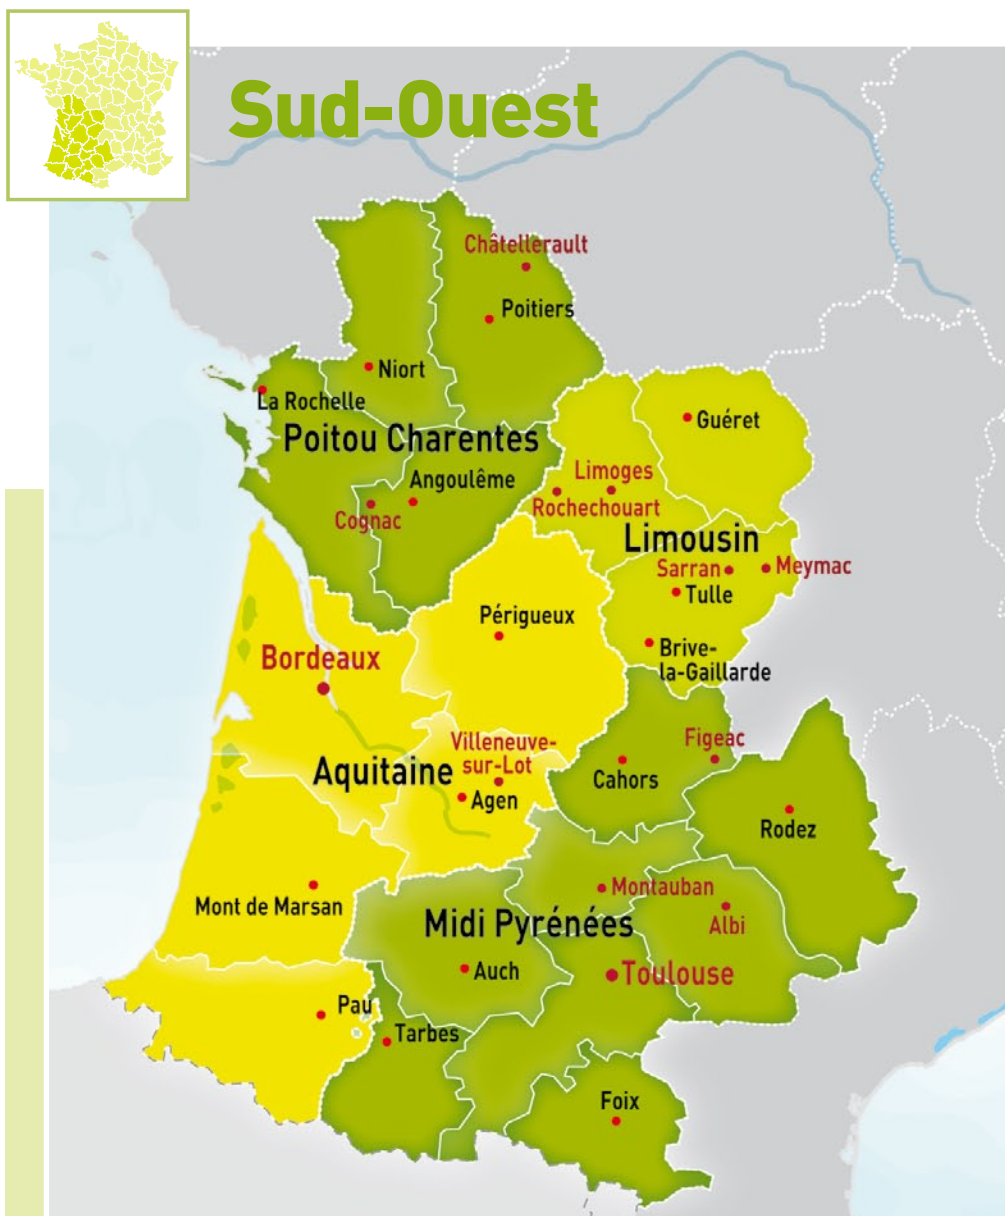 Sud-Ouest
Châtellerault
Poitiers
Niort
La Rochelle
Poitou Charentes
Guéret
Angoulême
Limoges
Rochechouart
Cognac
Limousin
Sarran
Meymac
Tulle
Périgueux
Brive-
la-Gaillarde
Bordeaux
Villeneuve-
sur-Lot
Figeac
Aquitaine
Cahors
Agen
Rodez
Montauban
Mont de Marsan
Midi Pyrénées
Albi
Auch
Toulouse
Pau
Tarbes
Foix